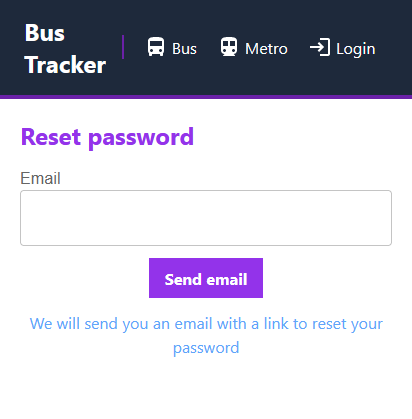 Bus
Tracker
Bus
Metro
Login
Reset password
Email
Send email
We will send you an email with a link to reset your
password